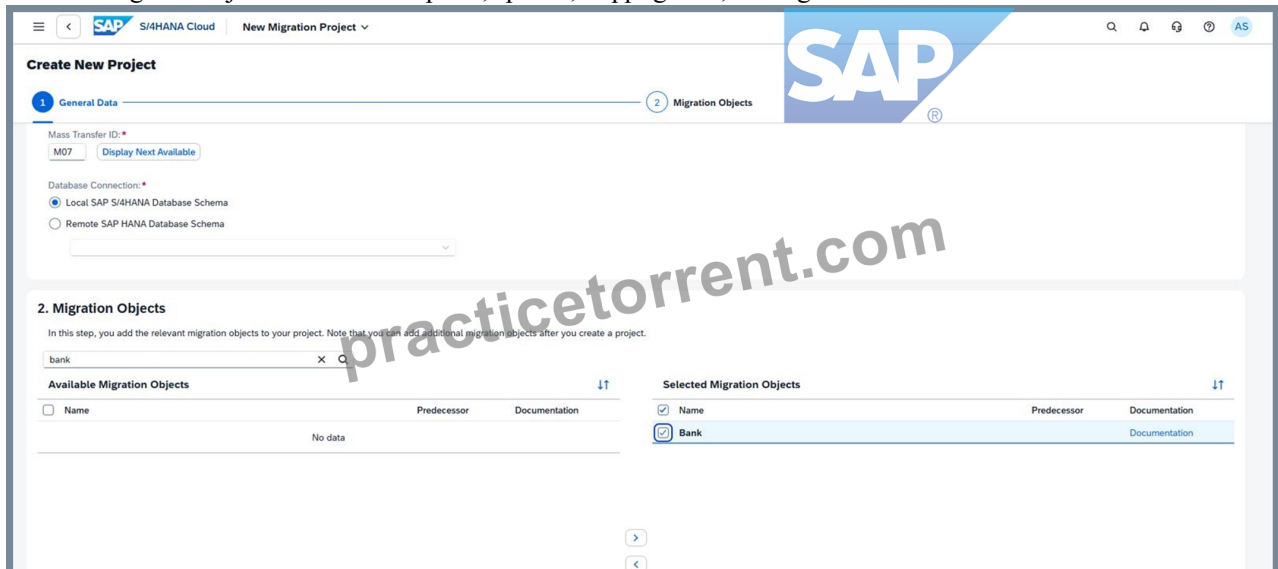 SAP S/4HANA Cloud New Migration Project AS
Create New Project
SAP
®
1 General Data 2 Migration Objects
Mass Transfer ID:*
M07 Display Next Available
Database Connection:*
Local SAP S/4HANA Database Schema
Remote SAP HANA Database Schema
practicetorrent.com
2. Migration Objects
In this step, you add the relevant migration objects to your project. Note that you can add additional migration objects after you create a project.
bank
Available Migration Objects Selected Migration Objects
Name Predecessor Documentation Name Predecessor Documentation
No data Bank Documentation